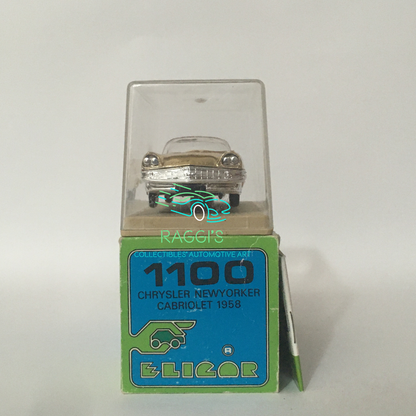 RAGGI'S
COLLECTIBLES AUTOMOTIVE ART
1100
CHRYSLER NEWYORKER
CABRIOLET 1958
ELIGOR